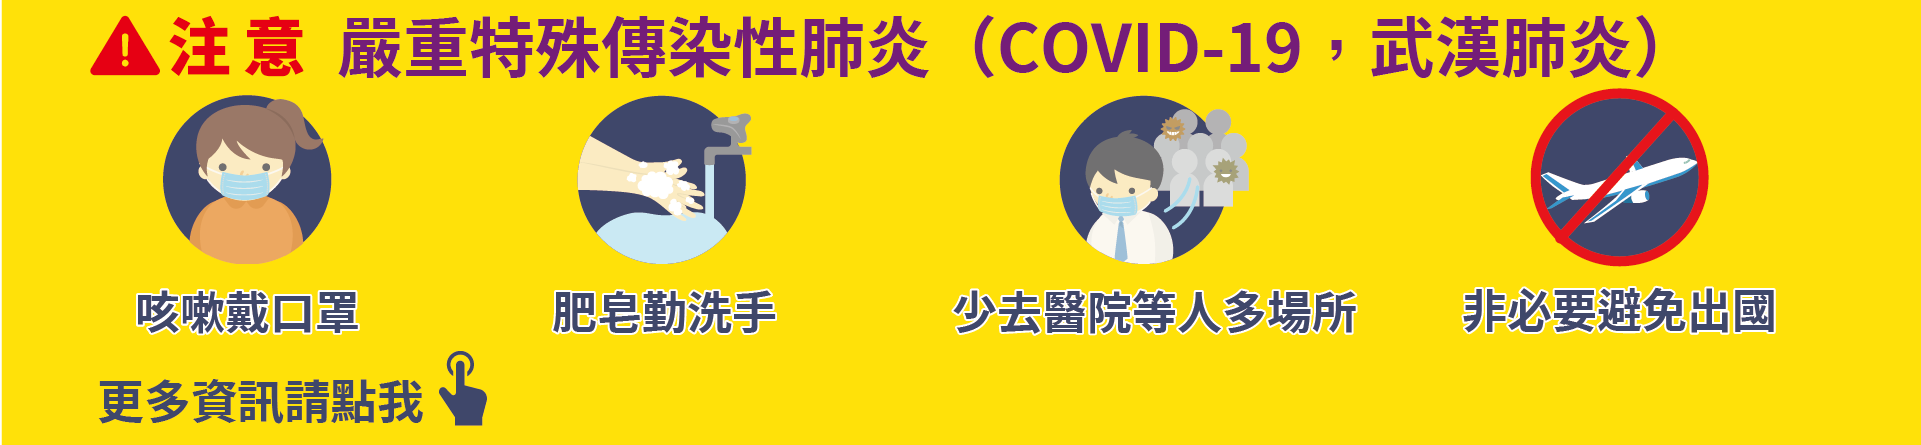 注意 嚴重特殊傳染性肺炎（COVID-19，武漢肺炎）
咳嗽戴口罩 肥皂勤洗手 少去醫院等人多場所 非必要避免出國
更多資訊請點我